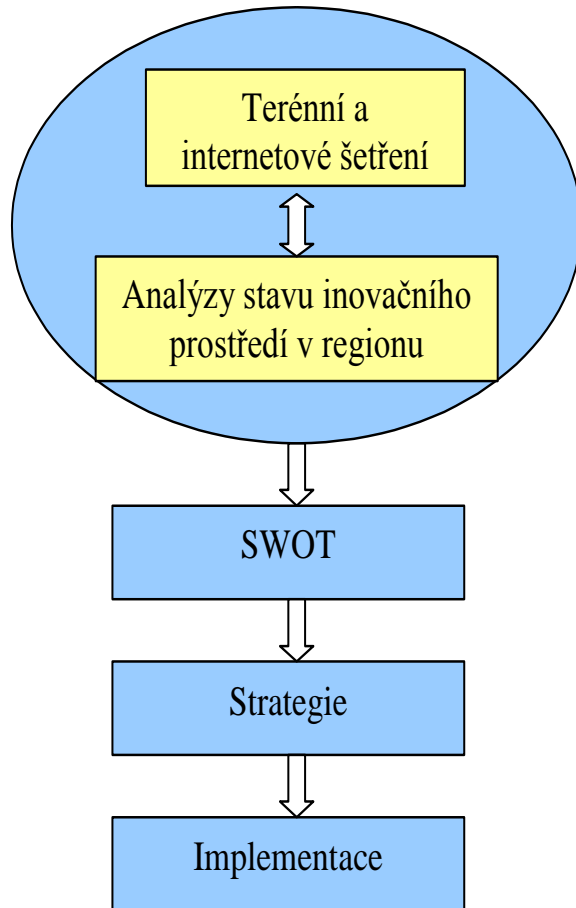 Terénní a
internetové šetření
Analýzy stavu inovačního
prostředí v regionu
SWOT
Strategie
Implementace